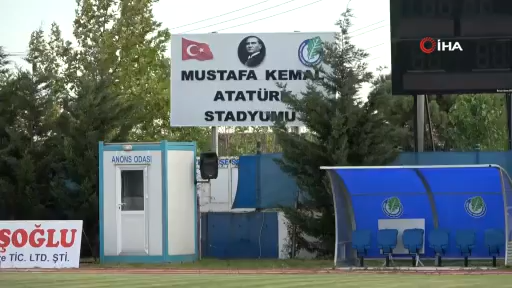 İHA
MUSTAFA KEMAL
ATATÜRK
STADYUMU
ANONS ODASI
ŞOĞLU
TİC. LTD. ŞTİ.